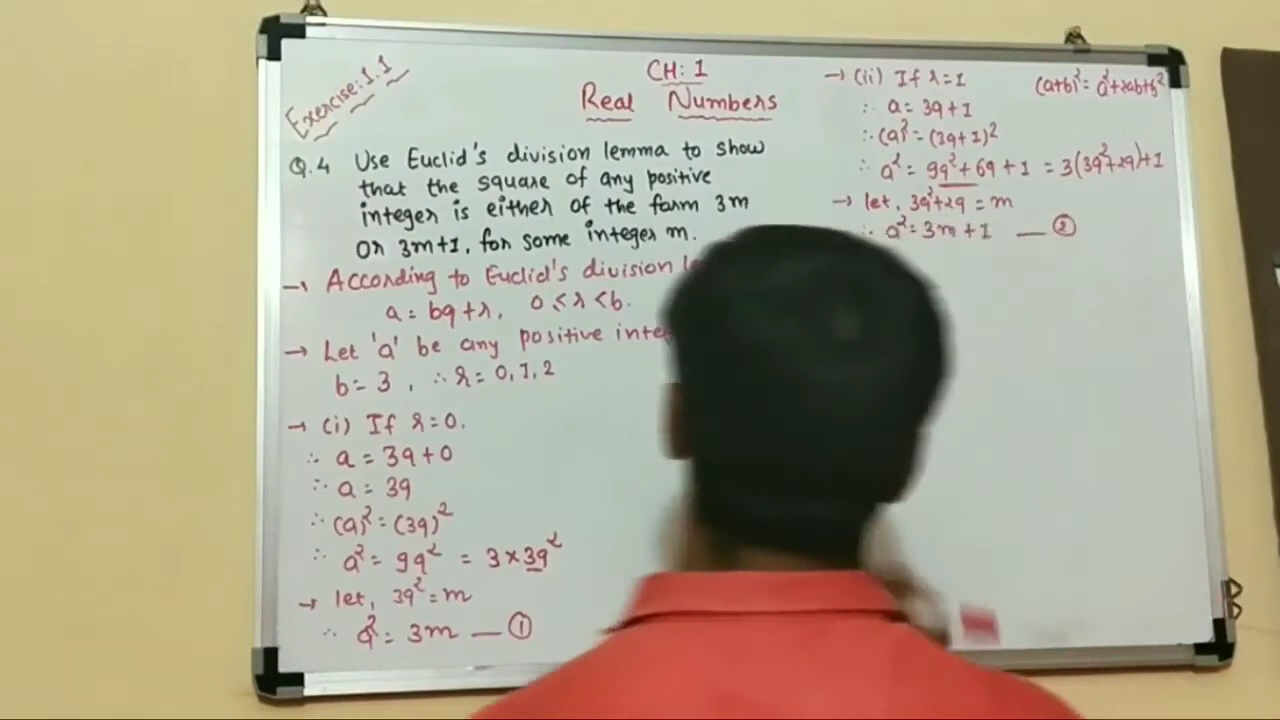 Exercise: 1.1
CH: 1
Real Numbers
Q.4 Use Euclid's division lemma to show
that the square of any positive
integer is either of the form 3m
or 3m+1, for some integer m.
→ According to Euclid's division
a = bq + r, 0 ≤ r < b.
→ Let 'a' be any positive
b = 3, ∴ r = 0, 1, 2
→ (i) If r = 0.
∴ a = 3q + 0
∴ a = 3q
∴ (a)² = (3q)²
∴ a² = 9q² = 3 × 3q²
→ let, 3q² = m
∴ a² = 3m — ①
→ (ii) If r = 1
(a+b)² = a² + 2ab + b²
∴ a = 3q + 1
∴ (a)² = (3q+1)²
∴ a² = 9q² + 6q + 1 = 3(3q² + 2q) + 1
→ let, 3q² + 2q = m
∴ a² = 3m + 1 — ②